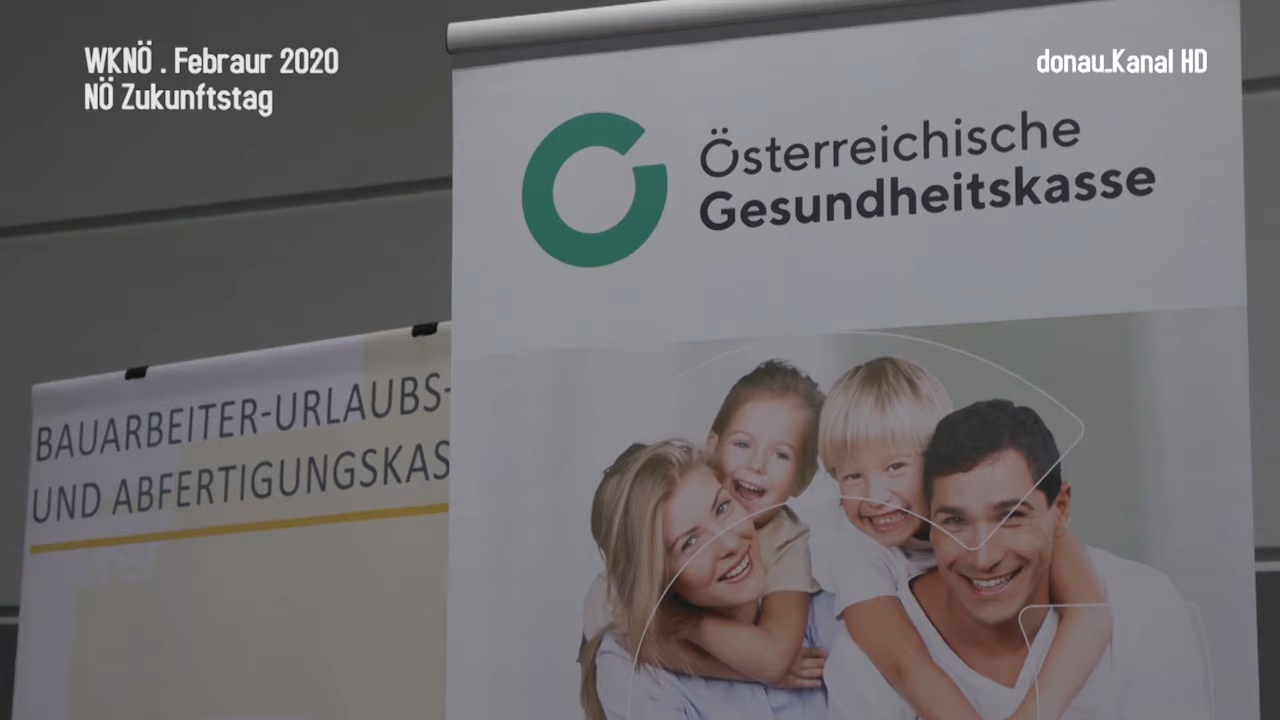 WKNÖ . Febraur 2020
NÖ Zukunftstag
donau_Kanal HD
Österreichische
Gesundheitskasse
BAUARBEITER-URLAUBS-
UND ABFERTIGUNGSKAS